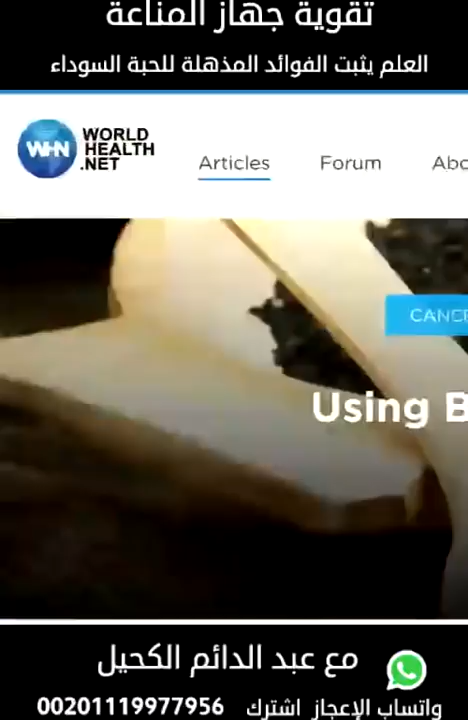 تقوية جهاز المناعة
العلم يثبت الفوائد المذهلة للحبة السوداء
WHN
WORLD
HEALTH
.NET
Articles Forum
Using
مع عبد الدائم الكحيل
واتساب الإعجاز اشترك 00201119977956